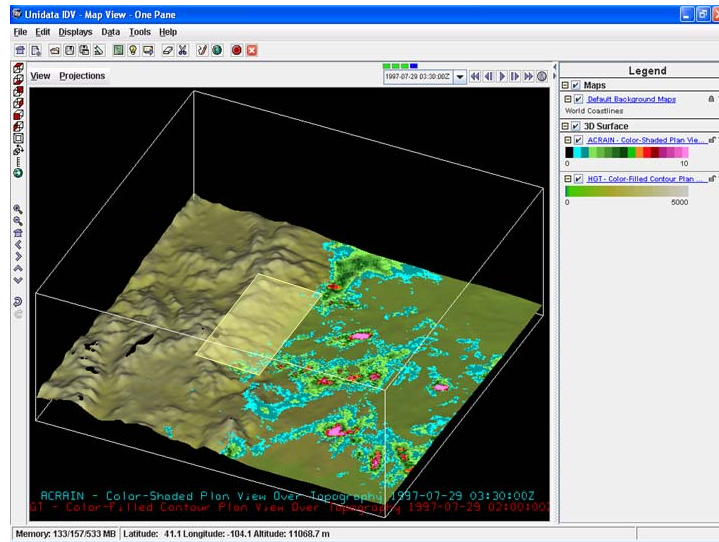 Unidata IDV - Map View - One Pane
File Edit Displays Data Tools Help
View Projections
1997-07-29 03:30:00Z
Legend
Maps
Default Background Maps
World Coastlines
3D Surface
ACRAIN - Color-Shaded Plan Vie...
0 10
HGT - Color-Filled Contour Plan ...
0 5000
ACRAIN - Color-Shaded Plan View Over Topography 1997-07-29 03:30:00Z
GT - Color-Filled Contour Plan View Over Topography 1997-07-29 02:00:00Z
Memory: 133/157/533 MB Latitude: 41.1 Longitude: -104.1 Altitude: 11068.7 m